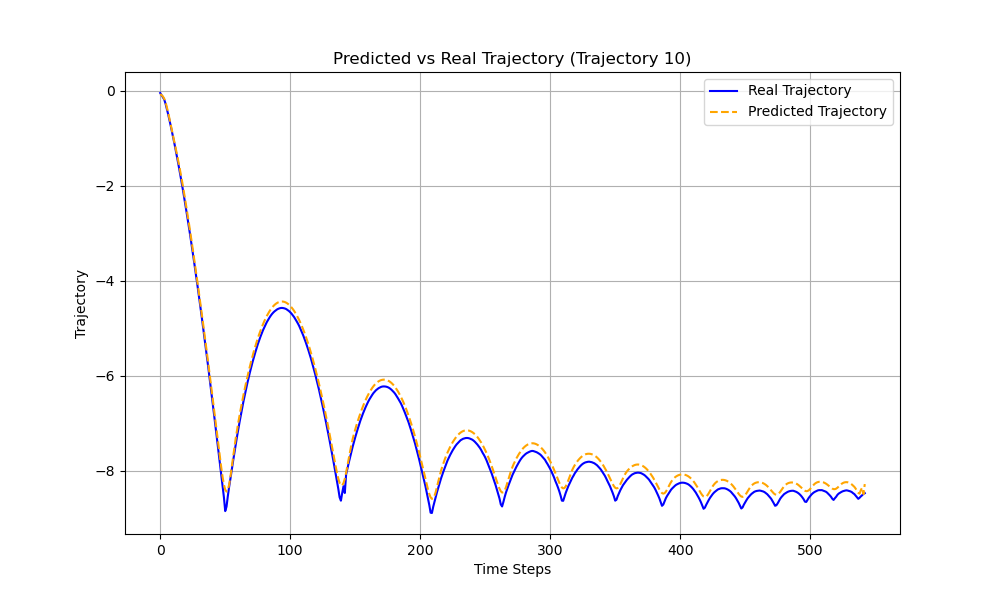 Predicted vs Real Trajectory (Trajectory 10)
Real Trajectory
Predicted Trajectory
0
−2
−4
−6
−8
Trajectory
0 100 200 300 400 500
Time Steps